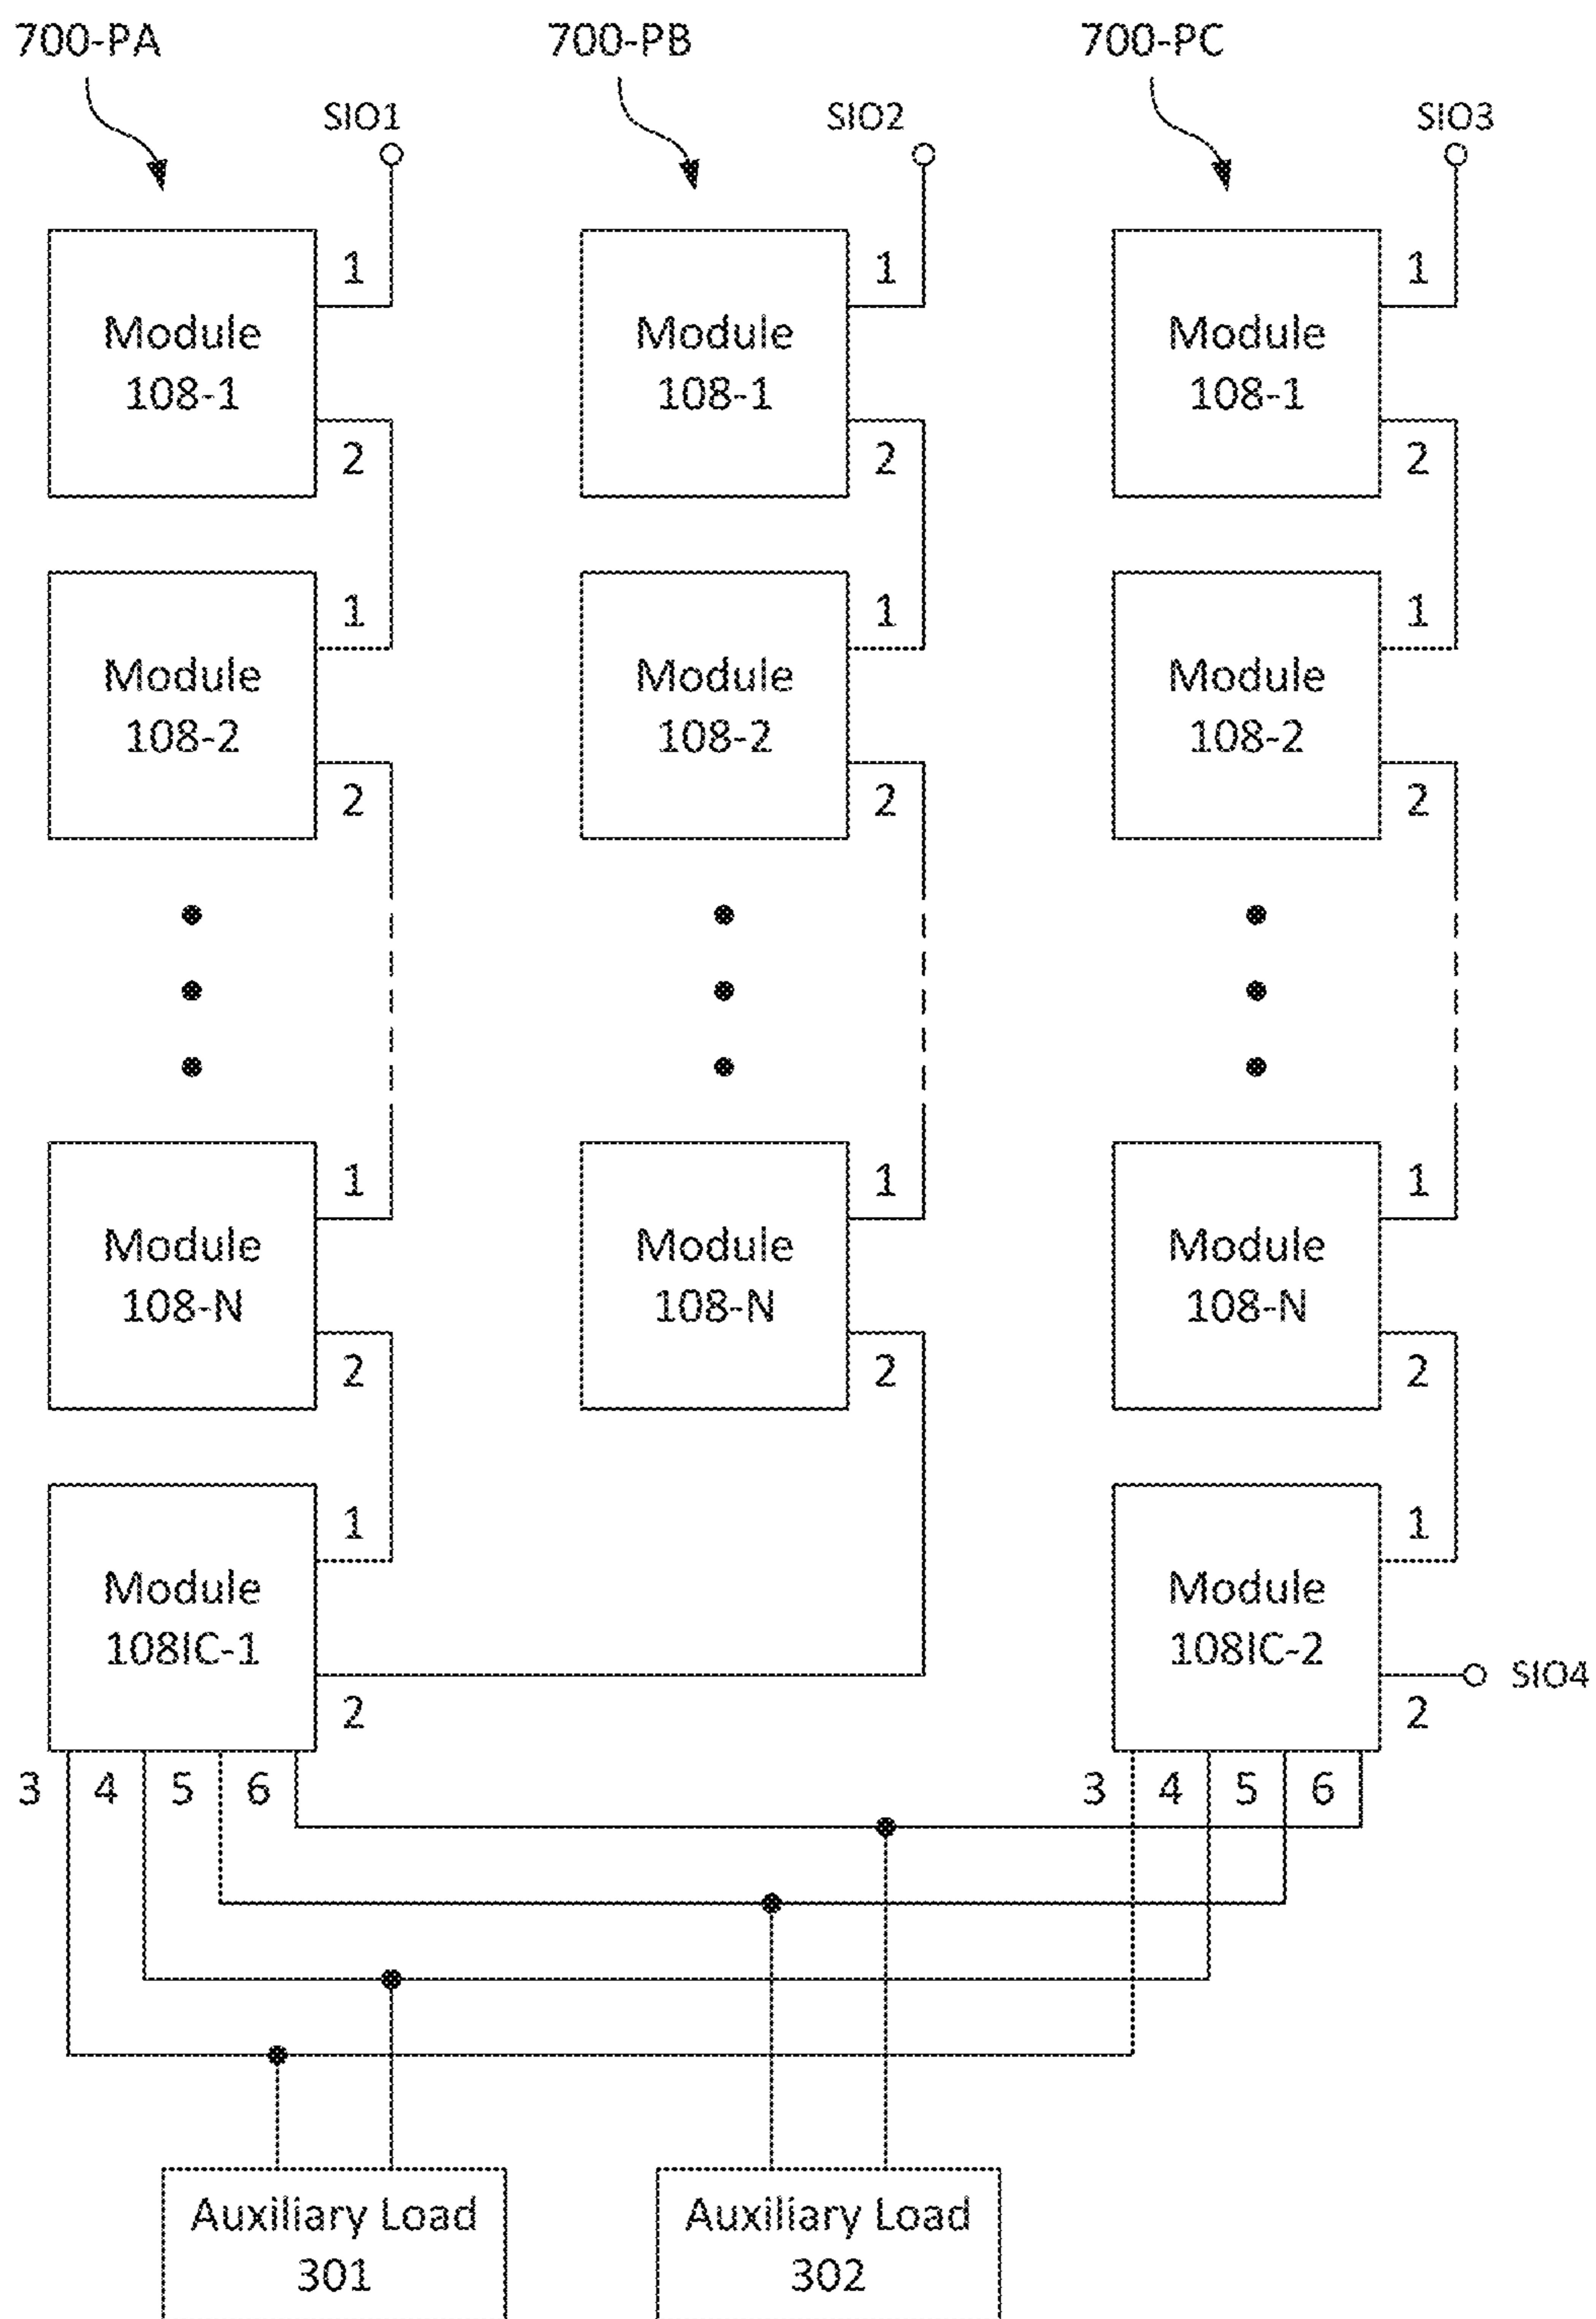 700-PA 700-PB 700-PC
SIO1 SIO2 SIO3
1 1 1
Module Module Module
108-1 108-1 108-1
2 2 2
1 1 1
Module Module Module
108-2 108-2 108-2
2 2 2
1 1 1
Module Module Module
108-N 108-N 108-N
2 2 2
1 1
Module Module
108IC-1 108IC-2
SIO4
2 2
3 4 5 6 3 4 5 6
Auxiliary Load Auxiliary Load
301 302